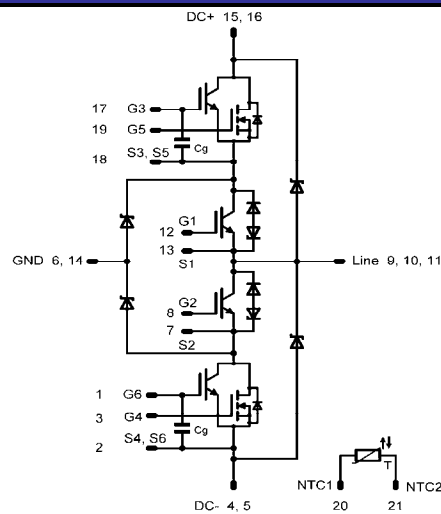 DC+ 15, 16
17 G3
19 G5
Cg
18 S3, S5
G1
12
13
S1
GND 6, 14
Line 9, 10, 11
G2
8
7
S2
1 G6
3 G4
Cg
2 S4, S6
T
NTC1 NTC2
DC- 4, 5
20 21